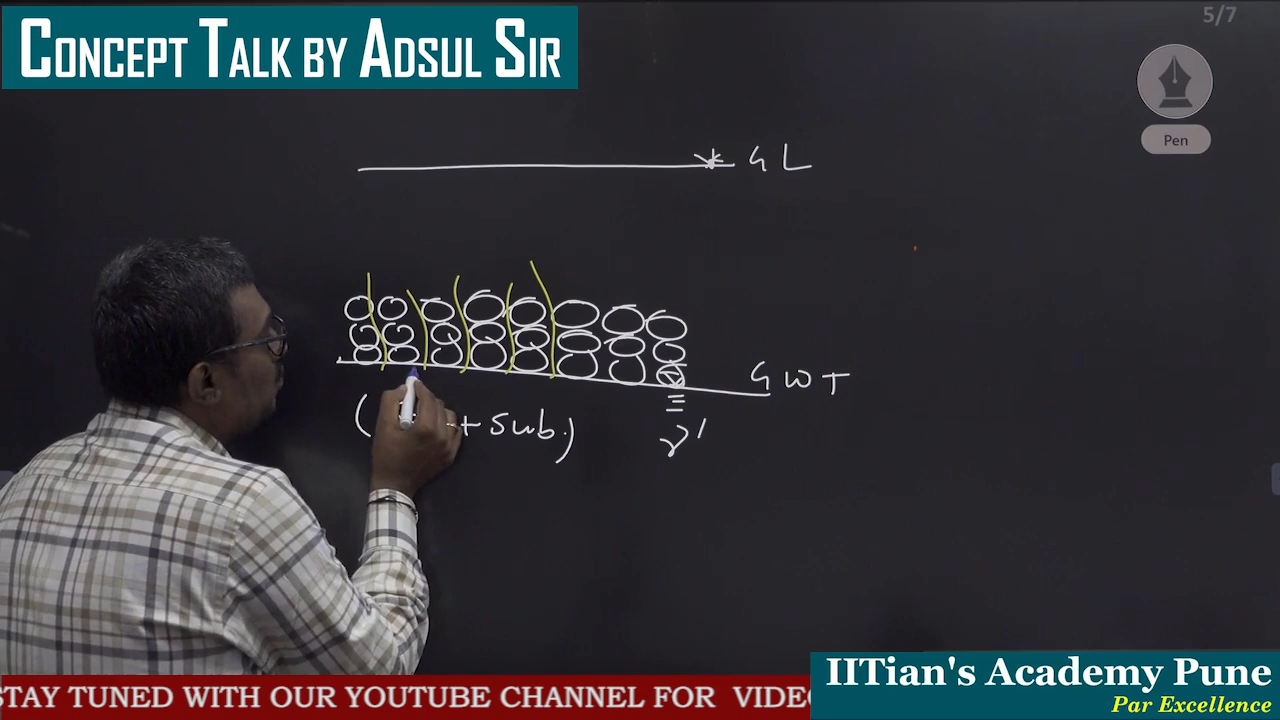 CONCEPT TALK BY ADSUL SIR
5/7
Pen
GL
GWT
+ sub)
γ'
STAY TUNED WITH OUR YOUTUBE CHANNEL FOR VIDEO
IITian's Academy Pune
Par Excellence